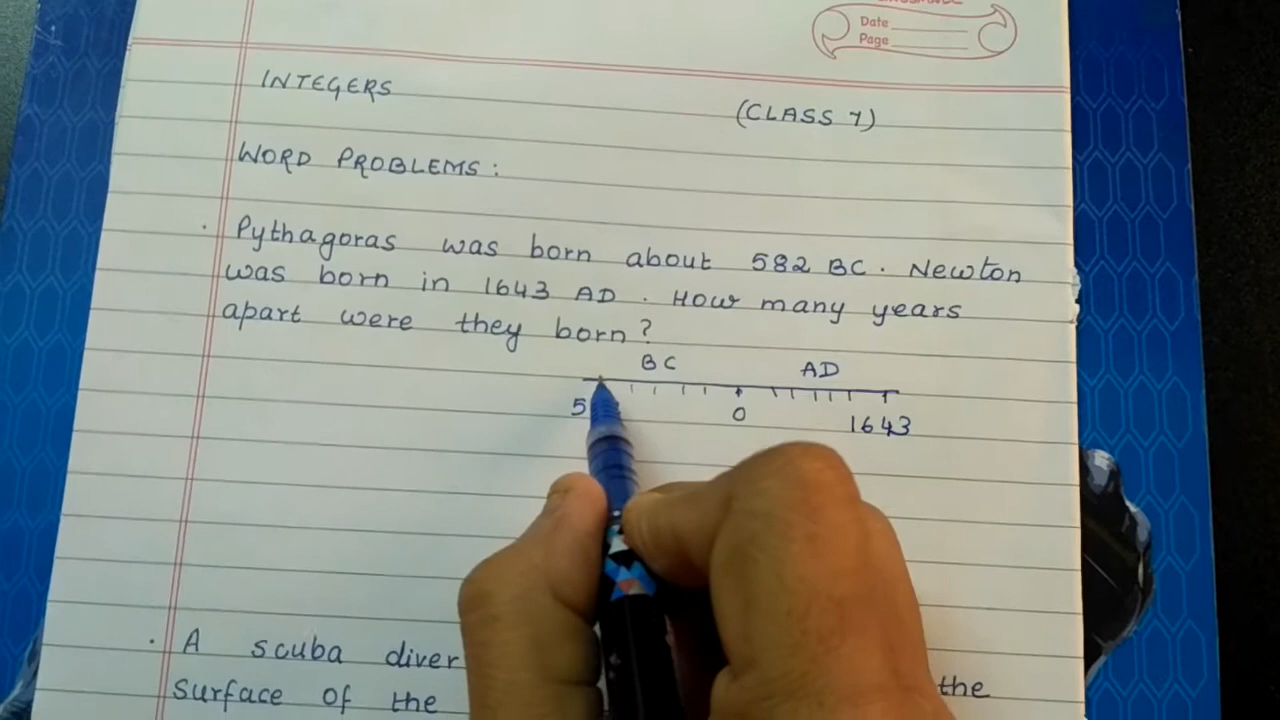 Date
Page
INTEGERS
(CLASS 7)
WORD PROBLEMS:
. Pythagoras was born about 582 BC. Newton
was born in 1643 AD. How many years
apart were they born?
BC AD
5 0 1643
. A scuba diver
surface of the the